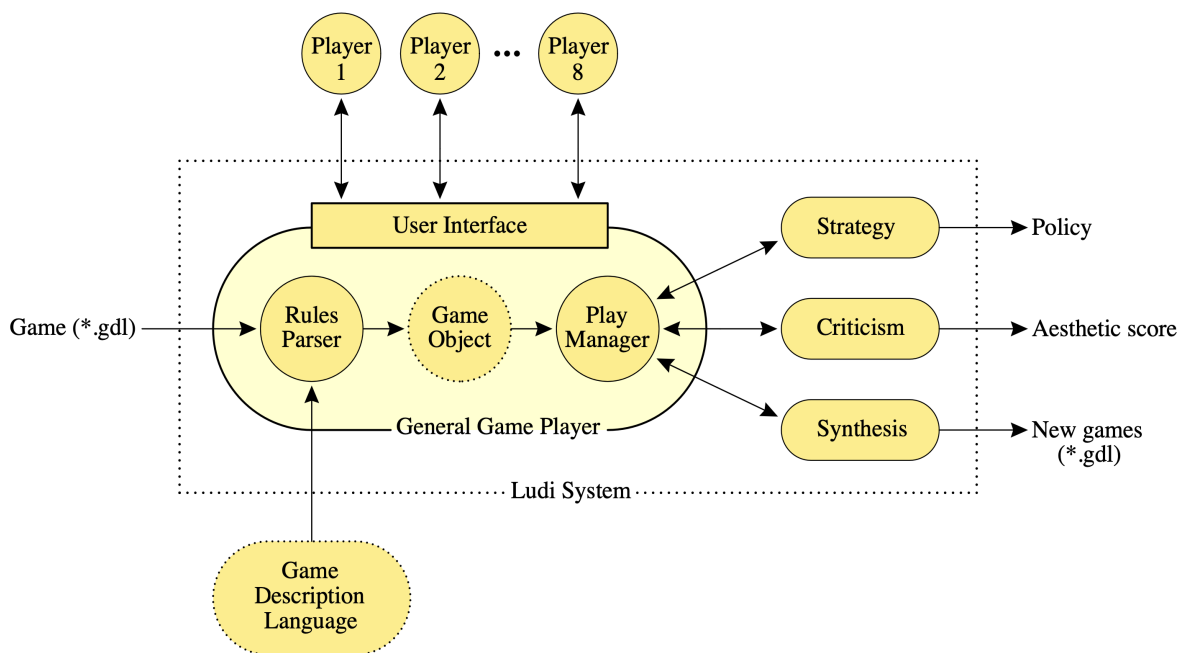 Player
1
Player
2
...
Player
8
User Interface
Strategy
Policy
Game (*.gdl)
Rules
Parser
Game
Object
Play
Manager
Criticism
Aesthetic score
General Game Player
Synthesis
New games
(*.gdl)
Ludi System
Game
Description
Language